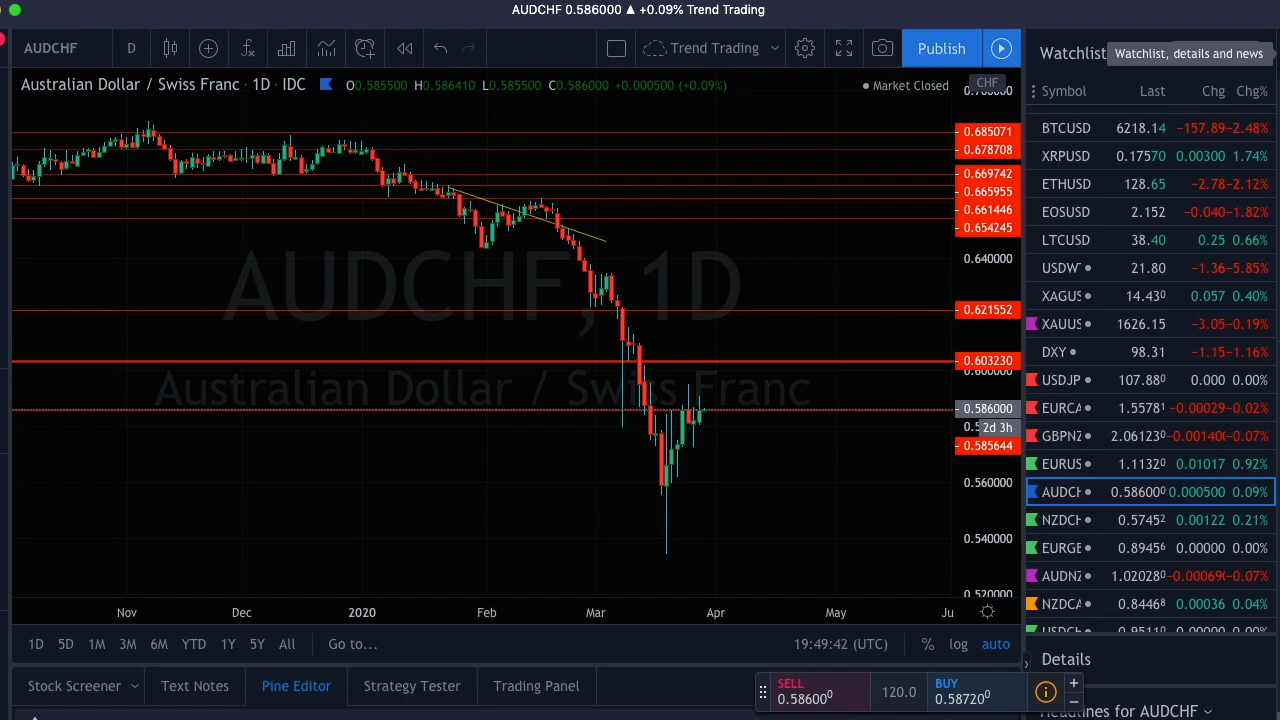 AUDCHF 0.586000 ▲ +0.09% Trend Trading
AUDCHF D Trend Trading Publish
Watchlist Watchlist, details and news
Australian Dollar / Swiss Franc · 1D · IDC O0.585500 H0.586410 L0.585500 C0.586000 +0.000500 (+0.09%) Market Closed CHF
Symbol Last Chg Chg%
BTCUSD 6218.14 −157.89 −2.48%
XRPUSD 0.17570 0.00300 1.74%
ETHUSD 128.65 −2.78 −2.12%
EOSUSD 2.152 −0.040 −1.82%
LTCUSD 38.40 0.25 0.66%
USDW 21.80 −1.36 −5.85%
XAGUS 14.430 0.057 0.40%
XAUUS 1626.15 −3.05 −0.19%
DXY 98.31 −1.15 −1.16%
USDJP 107.880 0.000 0.00%
EURCA 1.55781 −0.00029 −0.02%
GBPNZ 2.061230 −0.00140 −0.07%
EURUS 1.11320 0.01017 0.92%
AUDCH 0.586000 0.000500 0.09%
NZDCH 0.57452 0.00122 0.21%
EURGB 0.89456 0.00000 0.00%
AUDNZ 1.020280 −0.00069 −0.07%
NZDCA 0.84468 0.00036 0.04%
0.685071
0.678708
0.669742
0.665955
0.661446
0.654245
0.640000
0.621552
0.603230
0.600000
0.586000
2d 3h
0.585644
0.560000
0.540000
0.520000
AUDCHF, 1D
Australian Dollar / Swiss Franc
Nov Dec 2020 Feb Mar Apr May Ju
1D 5D 1M 3M 6M YTD 1Y 5Y All Go to... 19:49:42 (UTC) % log auto
Details
Stock Screener Text Notes Pine Editor Strategy Tester Trading Panel
SELL 0.586000 120.0 BUY 0.587200
Headlines for AUDCHF